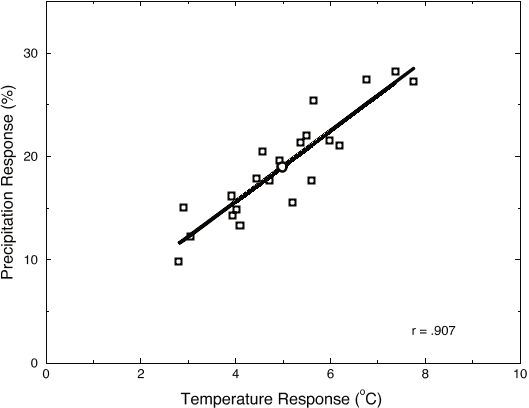 Precipitation Response (%)
30
20
10
0
r = .907
0 2 4 6 8 10
Temperature Response (°C)